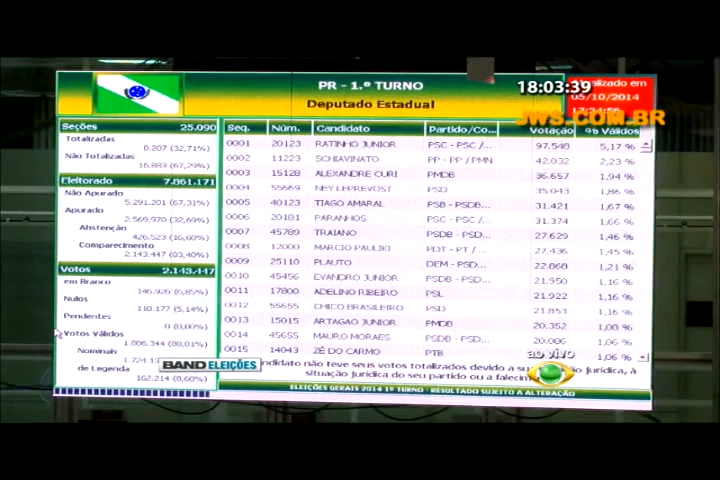 PR - 1.º TURNO
Deputado Estadual
18:03:39
Atualizado em
05/10/2014
JWS.COM.BR
Seções 25.090
Totalizadas
8.207 (32,71%)
Não Totalizadas
16.883 (67,29%)
Eleitorado 7.861.171
Não Apurado
5.291.201 (67,31%)
Apurado
2.569.970 (32,69%)
Abstenção
426.523 (16,60%)
Comparecimento
2.143.447 (83,40%)
Votos 2.143.447
em Branco
146.926 (6,85%)
Nulos
110.177 (5,14%)
Pendentes
0 (0,00%)
Votos Válidos
1.886.344 (88,01%)
Nominais
de Legenda
162.214 (8,60%)
Seq. Núm. Candidato Partido/Co... Votação % Válidos
0001 20123 RATINHO JUNIOR PSC - PSC /... 97.548 5,17 %
0002 11223 SCHIAVINATO PP - PP / PMN 42.032 2,23 %
0003 15128 ALEXANDRE CURI PMDB 36.657 1,94 %
0004 55669 NEY LEPREVOST PSD 35.043 1,86 %
0005 40123 TIAGO AMARAL PSB - PSDB... 31.421 1,67 %
0006 20181 PARANHOS PSC - PSC /... 31.374 1,66 %
0007 45789 TRAIANO PSDB - PSD... 27.629 1,46 %
0008 12000 MARCIO PAULIKI PDT - PT /... 27.436 1,45 %
0009 25110 PLAUTO DEM - PSD... 22.868 1,21 %
0010 45456 EVANDRO JUNIOR PSDB - PSD... 21.950 1,16 %
0011 17800 ADELINO RIBEIRO PSL 21.922 1,16 %
0012 55655 CHICO BRASILEIRO PSD 21.853 1,16 %
0013 15015 ARTAGAO JUNIOR PMDB 20.352 1,08 %
0014 45655 MAURO MORAES PSDB - PSD... 20.086 1,06 %
0015 14043 ZÉ DO CARMO PTB 1,06 %
ao vivo
BAND ELEIÇÕES
candidato não teve seus votos totalizados devido a sua jurídica, à
situação jurídica do seu partido ou a
ELEIÇÕES GERAIS 2014 1º TURNO - RESULTADO SUJEITO A ALTERAÇÃO